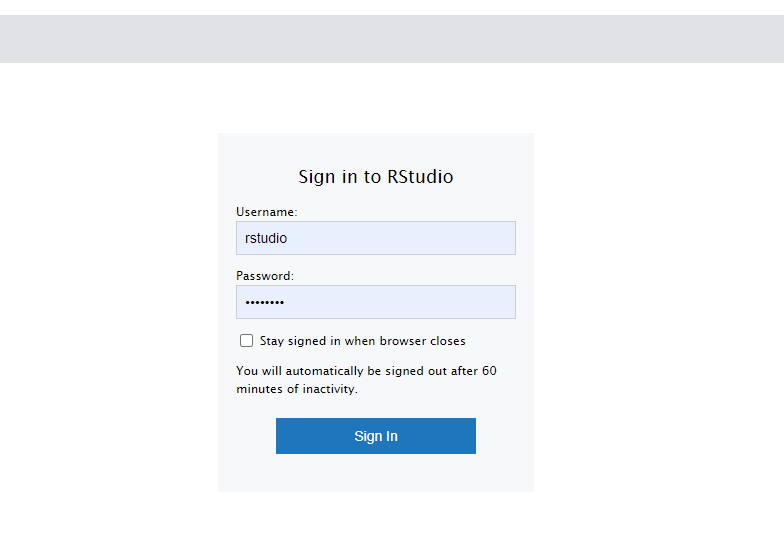 Sign in to RStudio
Username:
rstudio
Password:
••••••••
Stay signed in when browser closes
You will automatically be signed out after 60
minutes of inactivity.
Sign In